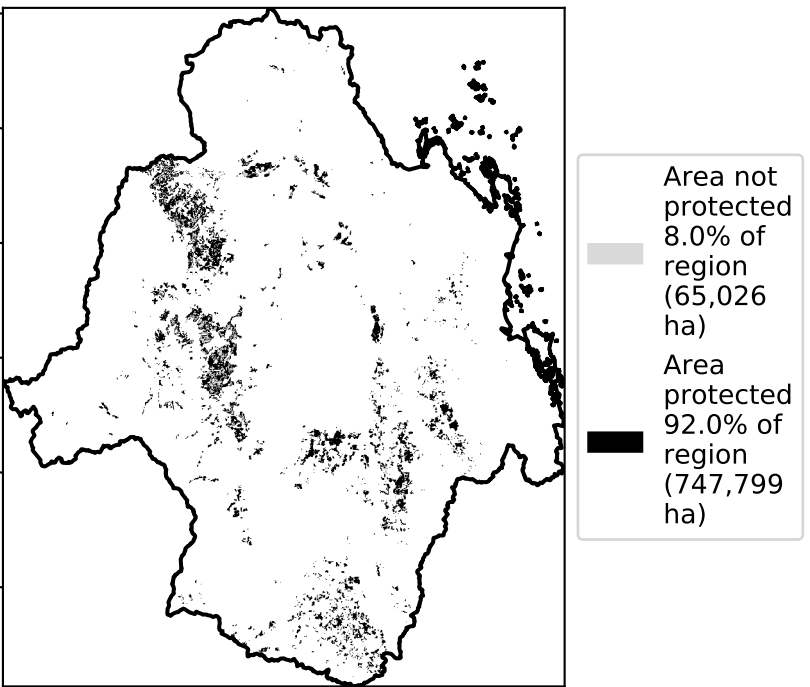 Area not
protected
8.0% of
region
(65,026
ha)
Area
protected
92.0% of
region
(747,799
ha)